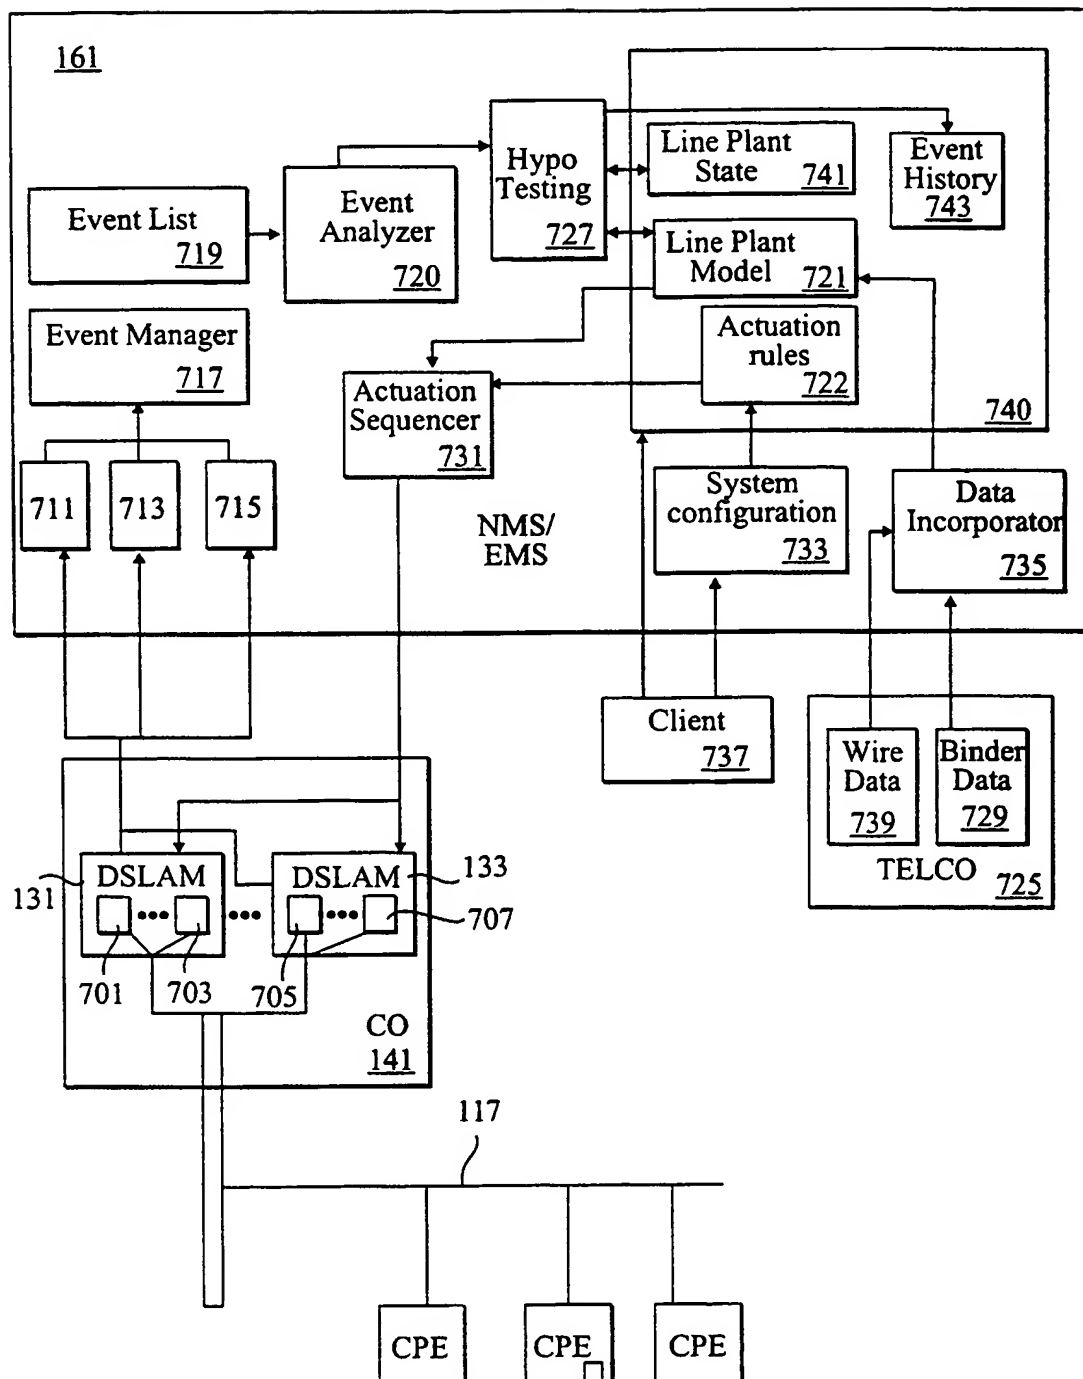 161
Event List
719
Event
Analyzer
720
Hypo
Testing
727
Line Plant
State
741
Event
History
743
Line Plant
Model
721
Event Manager
717
Actuation
rules
722
740
Actuation
Sequencer
731
711
713
715
NMS/
EMS
System
configuration
733
Data
Incorporator
735
Client
737
Wire
Data
739
Binder
Data
729
TELCO
725
131
DSLAM
DSLAM
133
701
703
705
707
CO
141
117
CPE
CPE
CPE